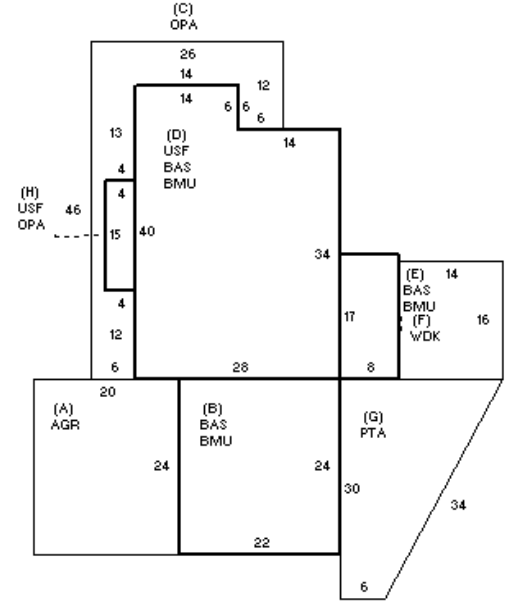 (C)
OPA
26
14
12
14
6
6
6
13
(D)
USF
BAS
BMU
14
4
4
(H)
USF
OPA
46
15
40
34
(E)
BAS
BMU
14
(F)
WDK
16
4
12
17
6
28
8
20
(A)
AGR
(B)
BAS
BMU
(G)
PTA
24
24
30
34
22
6